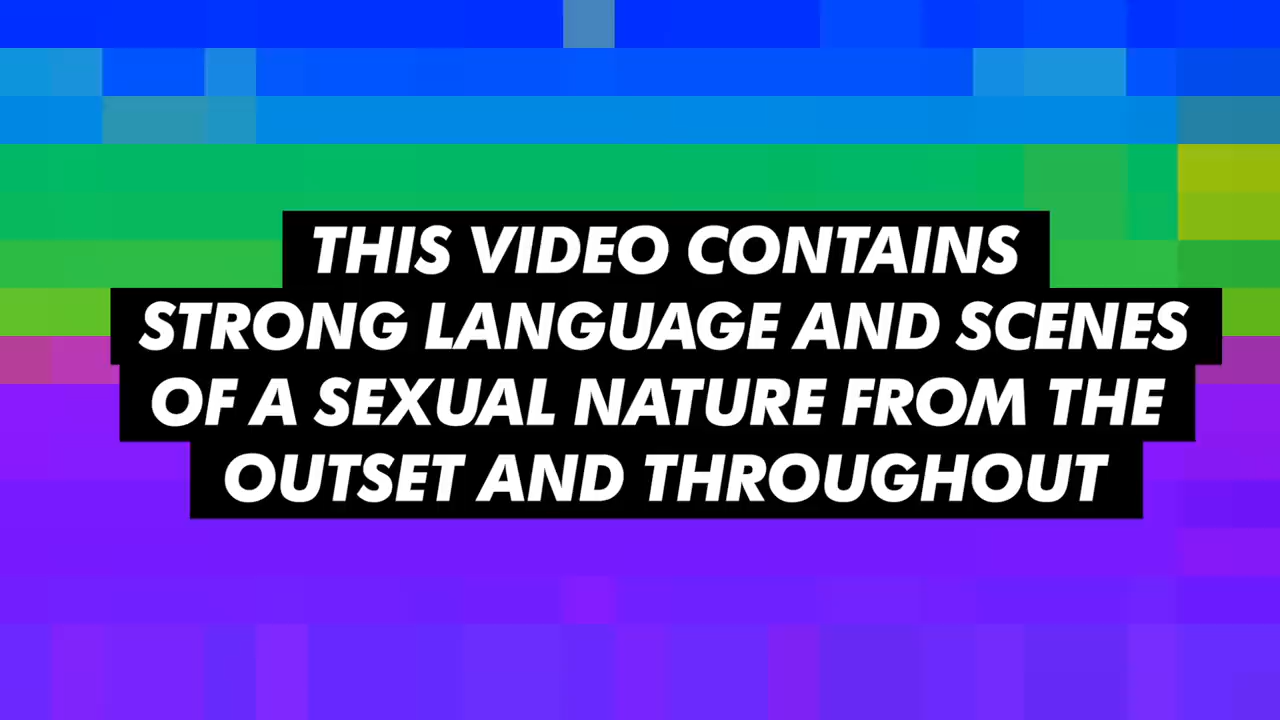 THIS VIDEO CONTAINS
STRONG LANGUAGE AND SCENES
OF A SEXUAL NATURE FROM THE
OUTSET AND THROUGHOUT